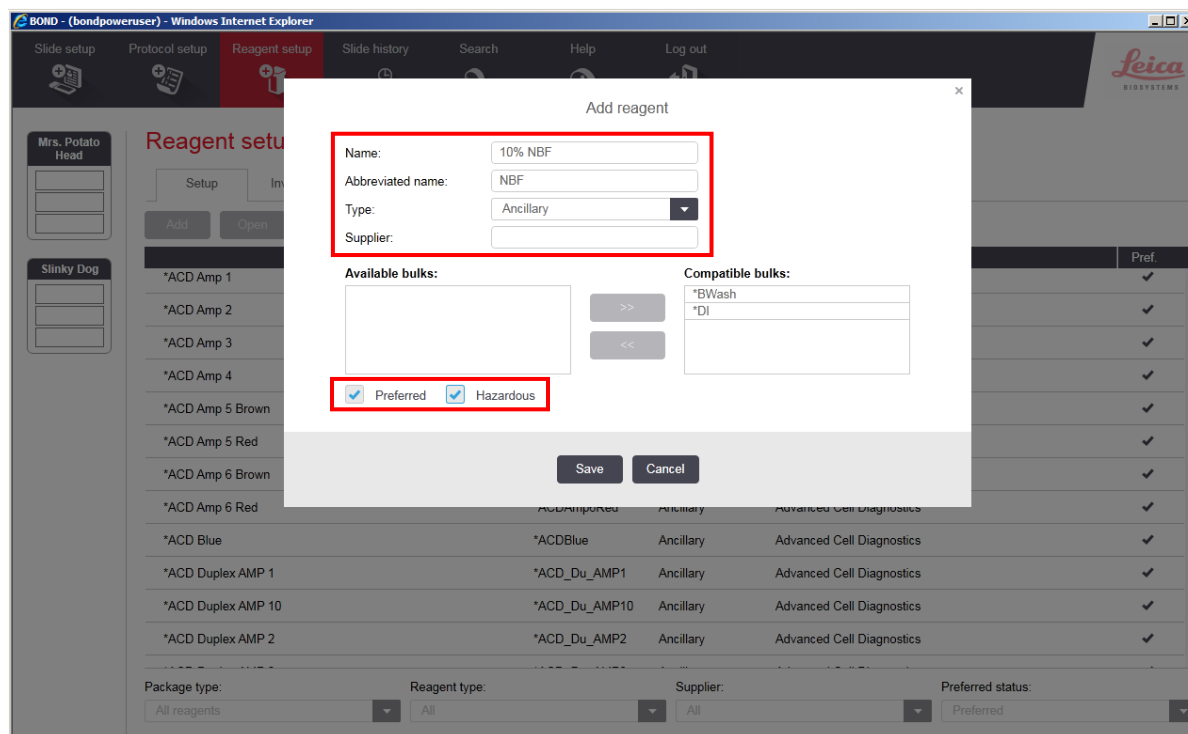 BOND - (bondpoweruser) - Windows Internet Explorer
Slide setup Protocol setup Reagent setup Slide history Search Help Log out
Leica
BIOSYSTEMS
Add reagent
Mrs. Potato
Head
Reagent setu
Name: 10% NBF
Abbreviated name: NBF
Setup
Type: Ancillary
Add Open
Supplier:
Pref.
Slinky Dog
Available bulks: Compatible bulks:
*ACD Amp 1
*BWash
>>
*DI
*ACD Amp 2
*ACD Amp 3
<<
*ACD Amp 4
Preferred Hazardous
*ACD Amp 5 Brown
*ACD Amp 5 Red
*ACD Amp 6 Brown
Save Cancel
*ACD Amp 6 Red *ACDAmp6Red Ancillary Advanced Cell Diagnostics
*ACD Blue *ACDBlue Ancillary Advanced Cell Diagnostics
*ACD Duplex AMP 1 *ACD_Du_AMP1 Ancillary Advanced Cell Diagnostics
*ACD Duplex AMP 10 *ACD_Du_AMP10 Ancillary Advanced Cell Diagnostics
*ACD Duplex AMP 2 *ACD_Du_AMP2 Ancillary Advanced Cell Diagnostics
Package type: Reagent type: Supplier: Preferred status:
All reagents All All Preferred